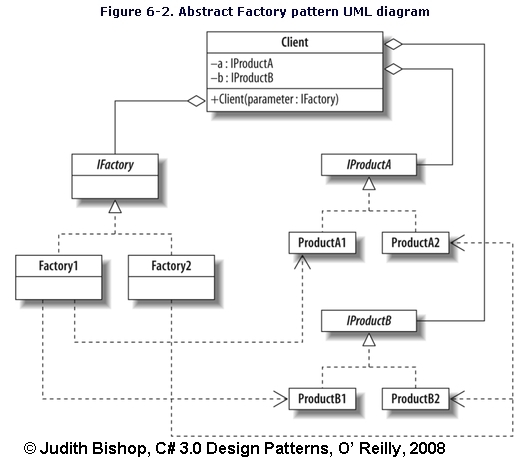 Figure 6-2. Abstract Factory pattern UML diagram
Client
–a : IProductA
–b : IProductB
+Client(parameter : IFactory)
IFactory
IProductA
Factory1
Factory2
ProductA1
ProductA2
IProductB
ProductB1
ProductB2
© Judith Bishop, C# 3.0 Design Patterns, O’ Reilly, 2008